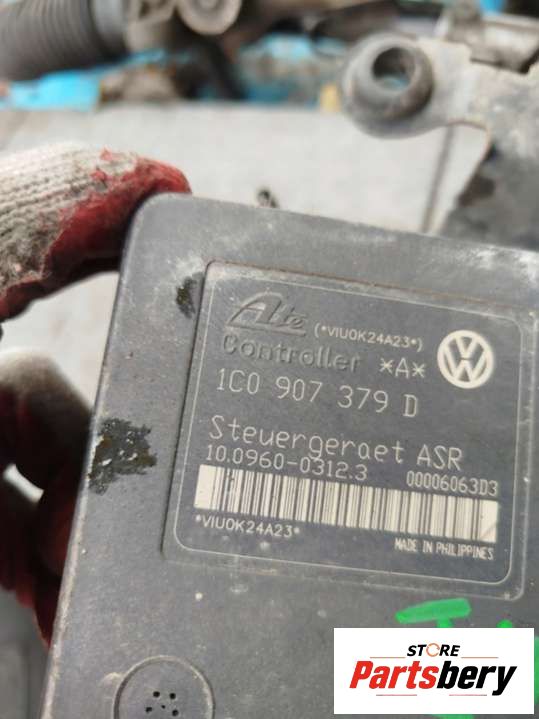 Ate (*VIU0K24A23*)
Controller *A* VW
1C0 907 379 D
Steuergeraet ASR
10.0960-0312.3 00006063D3
*VIU0K24A23* MADE IN PHILIPPINES
STORE
Partsbery